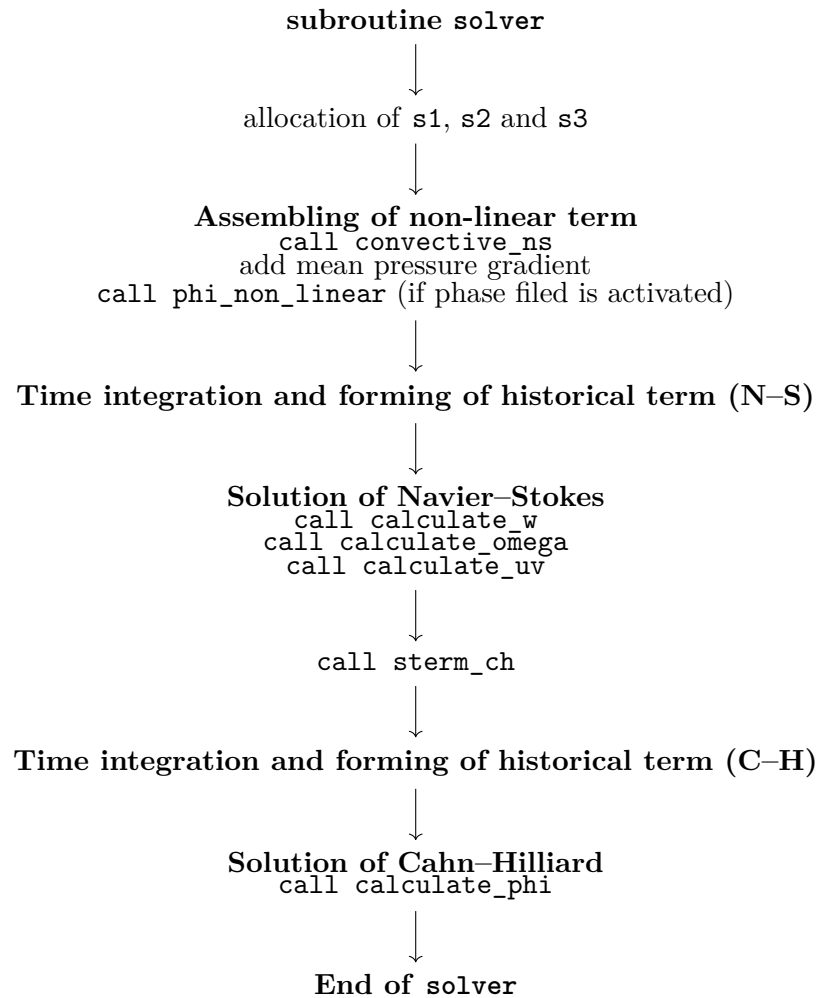 subroutine solver
allocation of s1, s2 and s3
Assembling of non-linear term
call convective_ns
add mean pressure gradient
call phi_non_linear (if phase filed is activated)
Time integration and forming of historical term (N–S)
Solution of Navier–Stokes
call calculate_w
call calculate_omega
call calculate_uv
call sterm_ch
Time integration and forming of historical term (C–H)
Solution of Cahn–Hilliard
call calculate_phi
End of solver